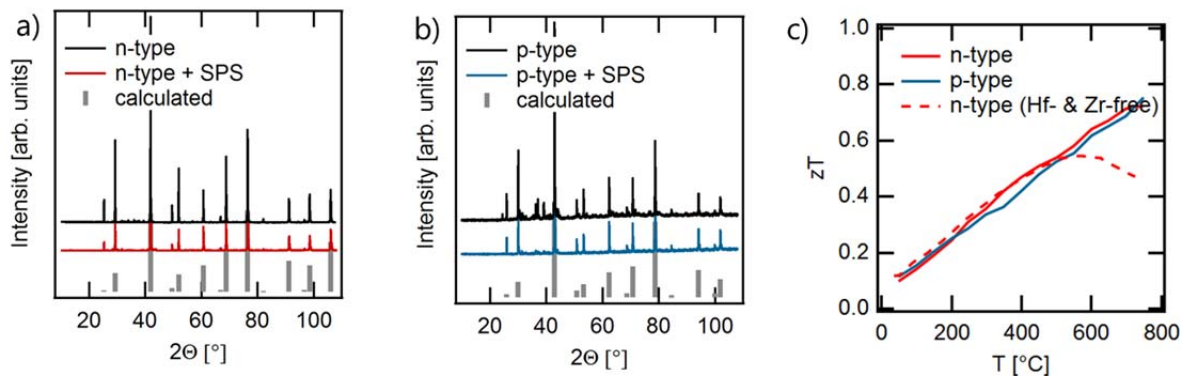 a)
n-type
n-type + SPS
calculated
Intensity [arb. units]
20 40 60 80 100
2Θ [°]
b)
p-type
p-type + SPS
calculated
Intensity [arb. units]
20 40 60 80 100
2Θ [°]
c)
n-type
p-type
n-type (Hf- & Zr-free)
zT
1.0
0.8
0.6
0.4
0.2
0.0
0 200 400 600 800
T [°C]